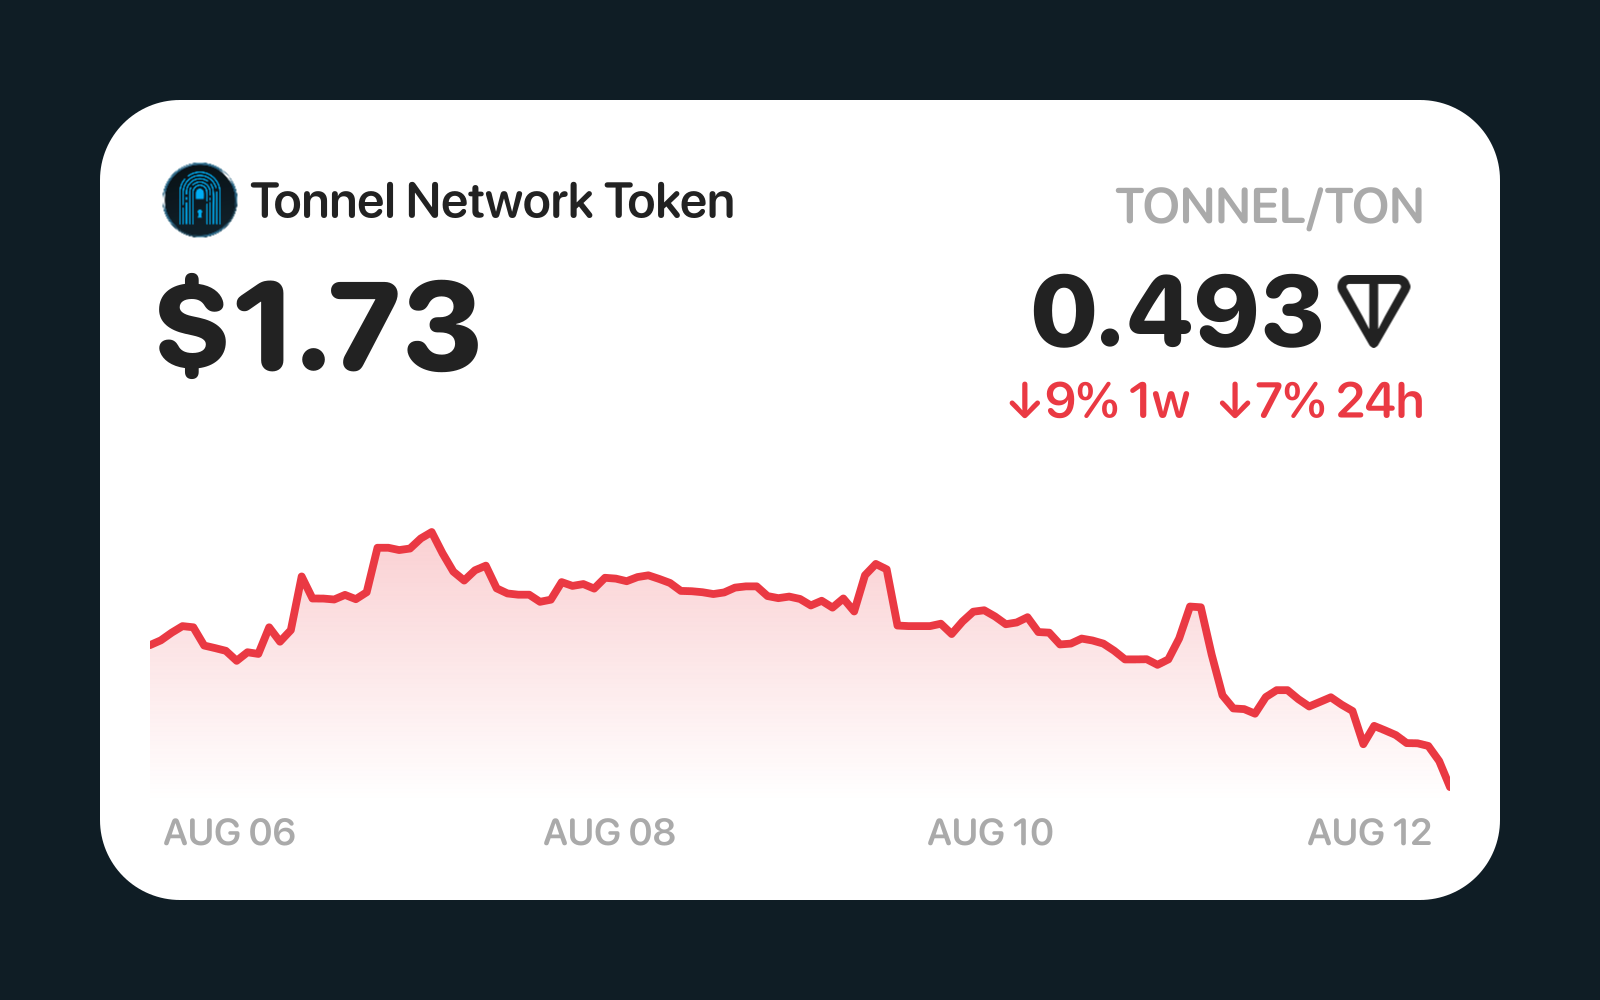 Tonnel Network Token
TONNEL/TON
$1.73
0.493
↓9% 1w ↓7% 24h
AUG 06
AUG 08
AUG 10
AUG 12